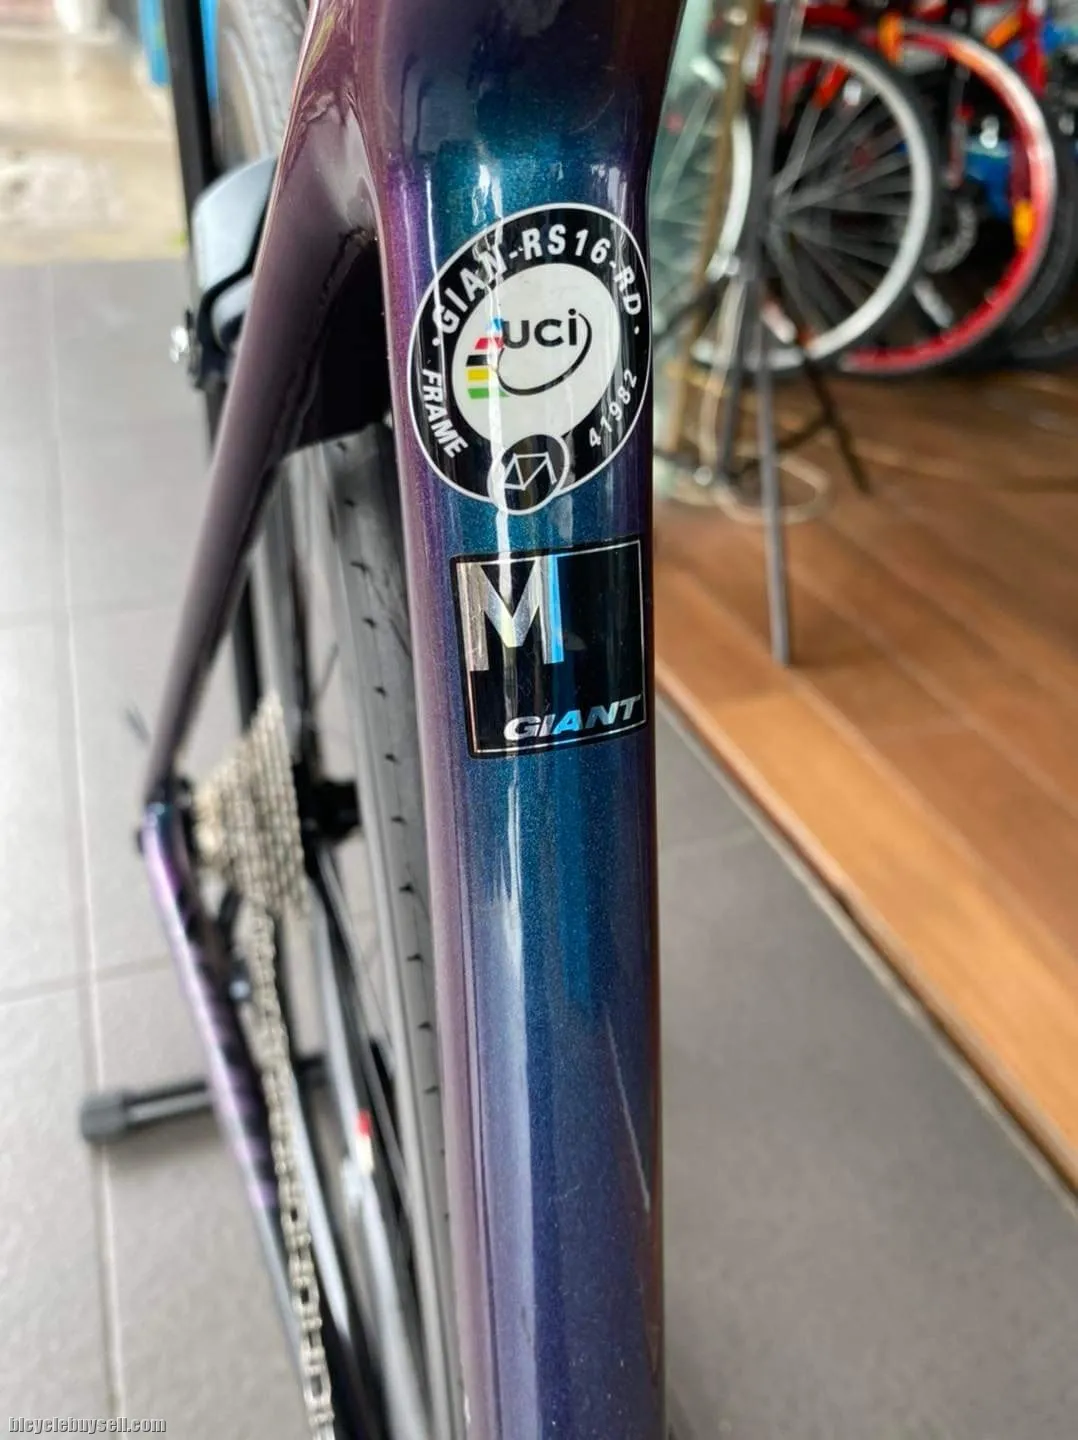 ·GIAN-RS16-RD·
uci
FRAME
41982
M
GIANT
bicyclebuysell.com